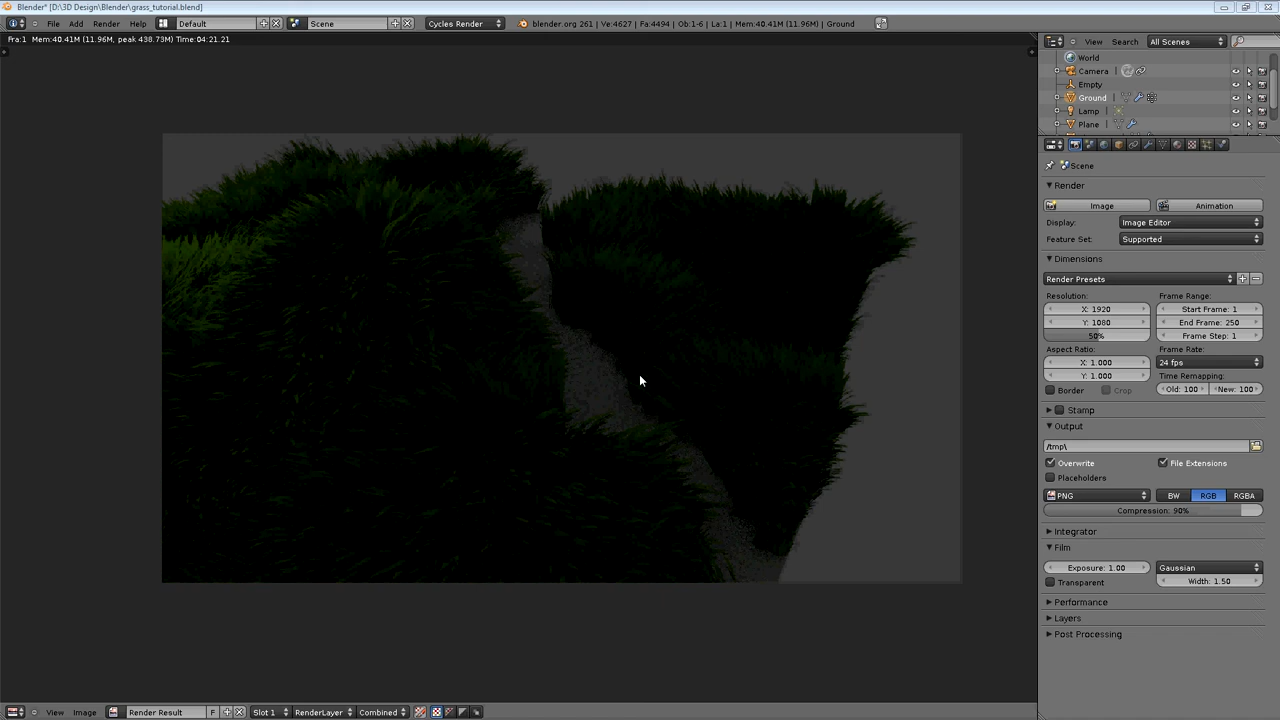 Blender* [D:\3D Design\Blender\grass_tutorial.blend]
File Add Render Help Default Scene Cycles Render blender.org 261 | Ve:4627 | Fa:4494 | Ob:1-6 | La:1 | Mem:40.41M (11.96M) | Ground
Fra:1 Mem:40.41M (11.96M, peak 438.73M) Time:04:21.21
View Search All Scenes
World
Camera
Empty
Ground
Lamp
Plane
Scene
Render
Image Animation
Display: Image Editor
Feature Set: Supported
Dimensions
Render Presets
Resolution: Frame Range:
X: 1920 Start Frame: 1
Y: 1080 End Frame: 250
50% Frame Step: 1
Aspect Ratio: Frame Rate:
X: 1.000 24 fps
Y: 1.000 Time Remapping:
Border Crop Old: 100 New: 100
Stamp
Output
/tmp\
Overwrite File Extensions
Placeholders
PNG BW RGB RGBA
Compression: 90%
Integrator
Film
Exposure: 1.00 Gaussian
Transparent Width: 1.50
Performance
Layers
Post Processing
View Image Render Result F Slot 1 RenderLayer Combined